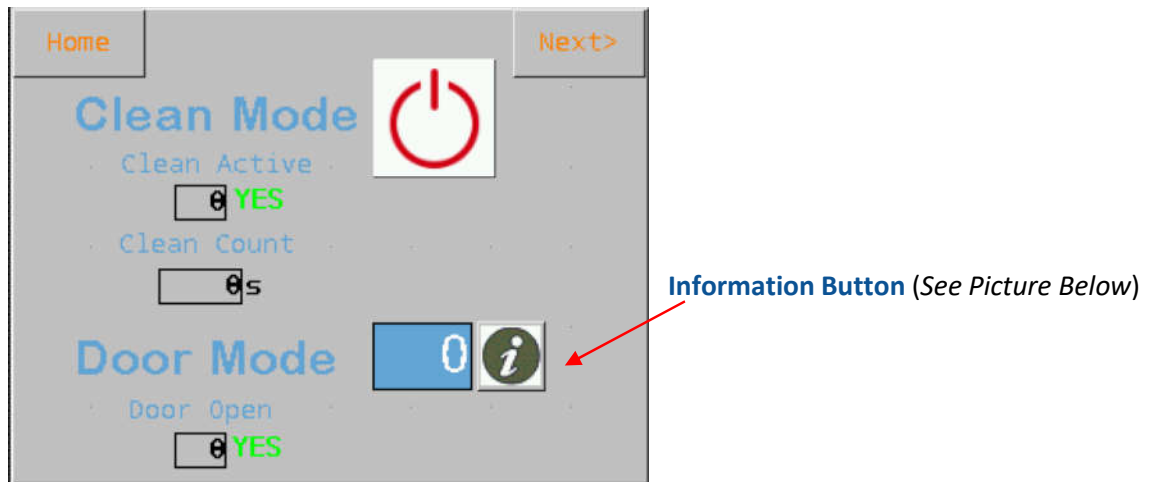 Home
Next>
Clean Mode
Clean Active
0 YES
Clean Count
0s
Information Button (See Picture Below)
Door Mode 0 i
Door Open
0 YES